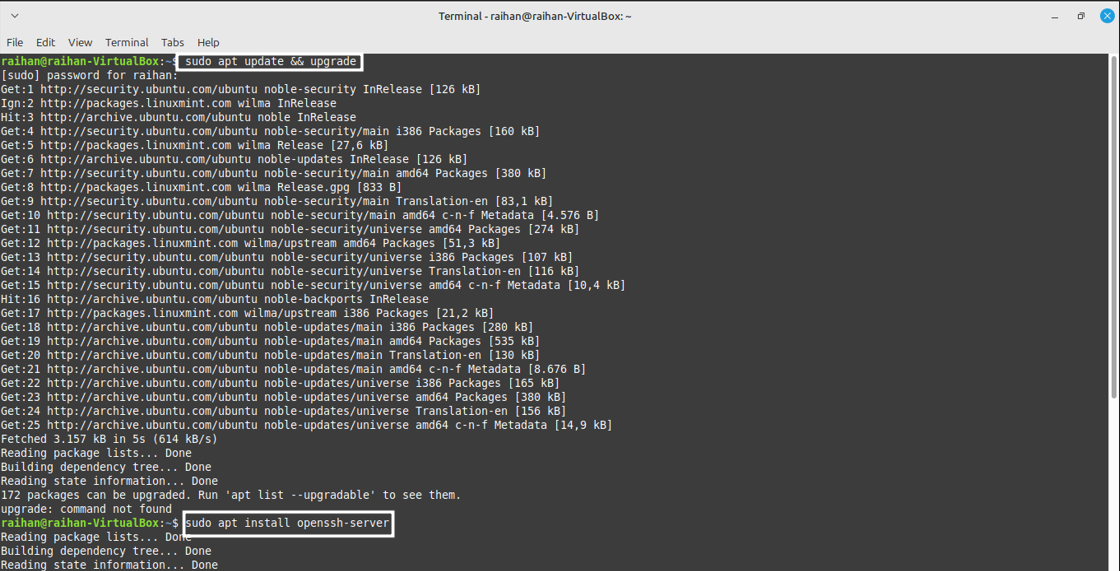 Terminal - raihan@raihan-VirtualBox: ~
File Edit View Terminal Tabs Help
raihan@raihan-VirtualBox:~$ sudo apt update && upgrade
[sudo] password for raihan:
Get:1 http://security.ubuntu.com/ubuntu noble-security InRelease [126 kB]
Ign:2 http://packages.linuxmint.com wilma InRelease
Hit:3 http://archive.ubuntu.com/ubuntu noble InRelease
Get:4 http://security.ubuntu.com/ubuntu noble-security/main i386 Packages [160 kB]
Get:5 http://packages.linuxmint.com wilma Release [27,6 kB]
Get:6 http://archive.ubuntu.com/ubuntu noble-updates InRelease [126 kB]
Get:7 http://security.ubuntu.com/ubuntu noble-security/main amd64 Packages [380 kB]
Get:8 http://packages.linuxmint.com wilma Release.gpg [833 B]
Get:9 http://security.ubuntu.com/ubuntu noble-security/main Translation-en [83,1 kB]
Get:10 http://security.ubuntu.com/ubuntu noble-security/main amd64 c-n-f Metadata [4.576 B]
Get:11 http://security.ubuntu.com/ubuntu noble-security/universe amd64 Packages [274 kB]
Get:12 http://packages.linuxmint.com wilma/upstream amd64 Packages [51,3 kB]
Get:13 http://security.ubuntu.com/ubuntu noble-security/universe i386 Packages [107 kB]
Get:14 http://security.ubuntu.com/ubuntu noble-security/universe Translation-en [116 kB]
Get:15 http://security.ubuntu.com/ubuntu noble-security/universe amd64 c-n-f Metadata [10,4 kB]
Hit:16 http://archive.ubuntu.com/ubuntu noble-backports InRelease
Get:17 http://packages.linuxmint.com wilma/upstream i386 Packages [21,2 kB]
Get:18 http://archive.ubuntu.com/ubuntu noble-updates/main i386 Packages [280 kB]
Get:19 http://archive.ubuntu.com/ubuntu noble-updates/main amd64 Packages [535 kB]
Get:20 http://archive.ubuntu.com/ubuntu noble-updates/main Translation-en [130 kB]
Get:21 http://archive.ubuntu.com/ubuntu noble-updates/main amd64 c-n-f Metadata [8.676 B]
Get:22 http://archive.ubuntu.com/ubuntu noble-updates/universe i386 Packages [165 kB]
Get:23 http://archive.ubuntu.com/ubuntu noble-updates/universe amd64 Packages [380 kB]
Get:24 http://archive.ubuntu.com/ubuntu noble-updates/universe Translation-en [156 kB]
Get:25 http://archive.ubuntu.com/ubuntu noble-updates/universe amd64 c-n-f Metadata [14,9 kB]
Fetched 3.157 kB in 5s (614 kB/s)
Reading package lists... Done
Building dependency tree... Done
Reading state information... Done
172 packages can be upgraded. Run 'apt list --upgradable' to see them.
upgrade: command not found
raihan@raihan-VirtualBox:~$ sudo apt install openssh-server
Reading package lists... Done
Building dependency tree... Done
Reading state information... Done